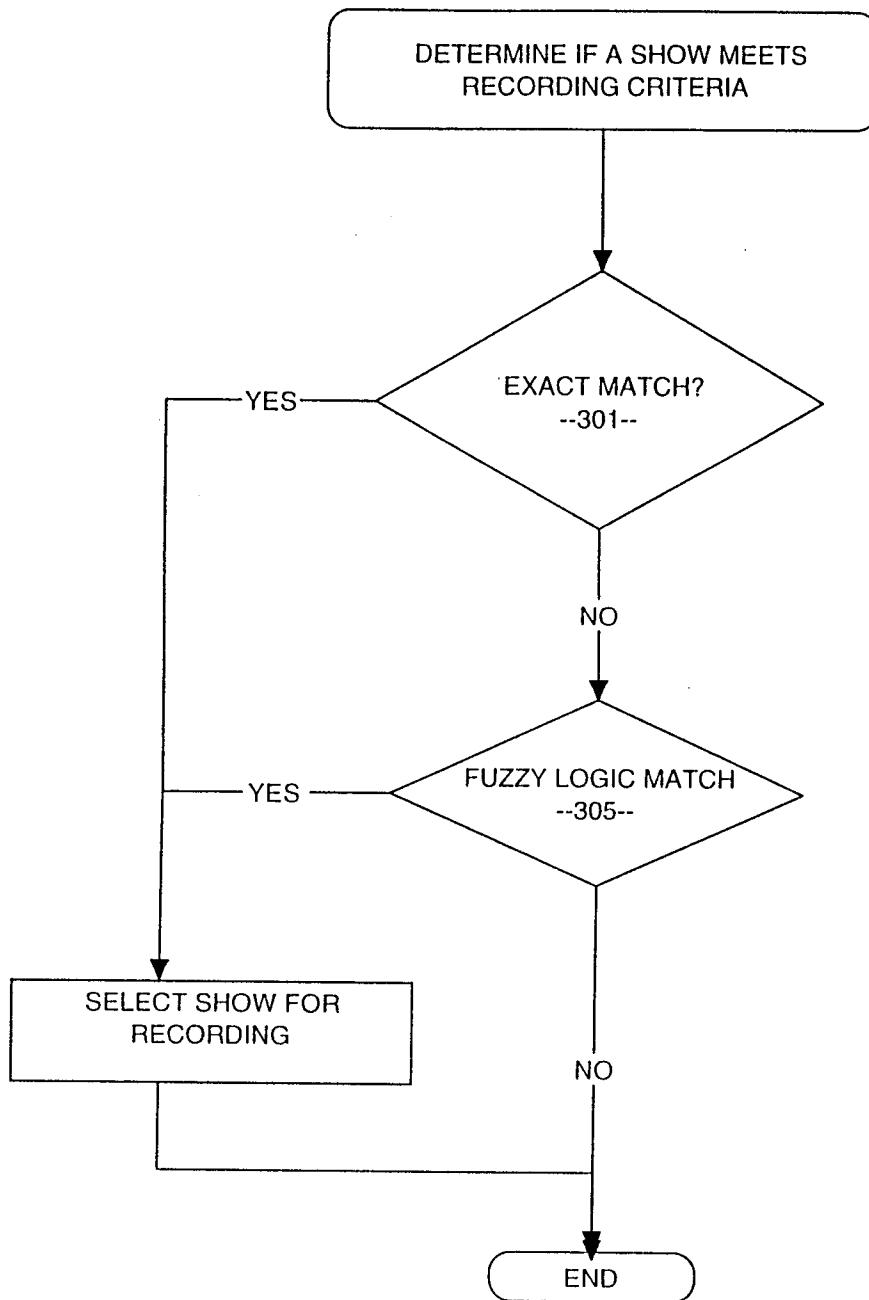 DETERMINE IF A SHOW MEETS
RECORDING CRITERIA
EXACT MATCH?
--301--
YES
NO
FUZZY LOGIC MATCH
--305--
YES
SELECT SHOW FOR
RECORDING
NO
END